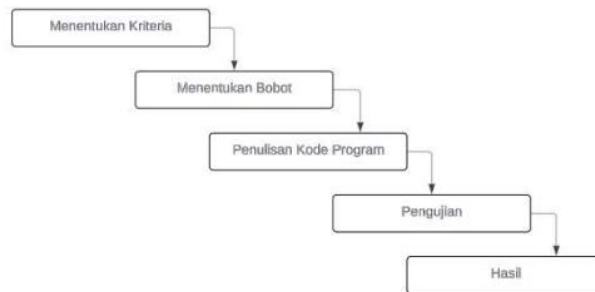 Menentukan Kriteria
Menentukan Bobot
Penulisan Kode Program
Pengujian
Hasil